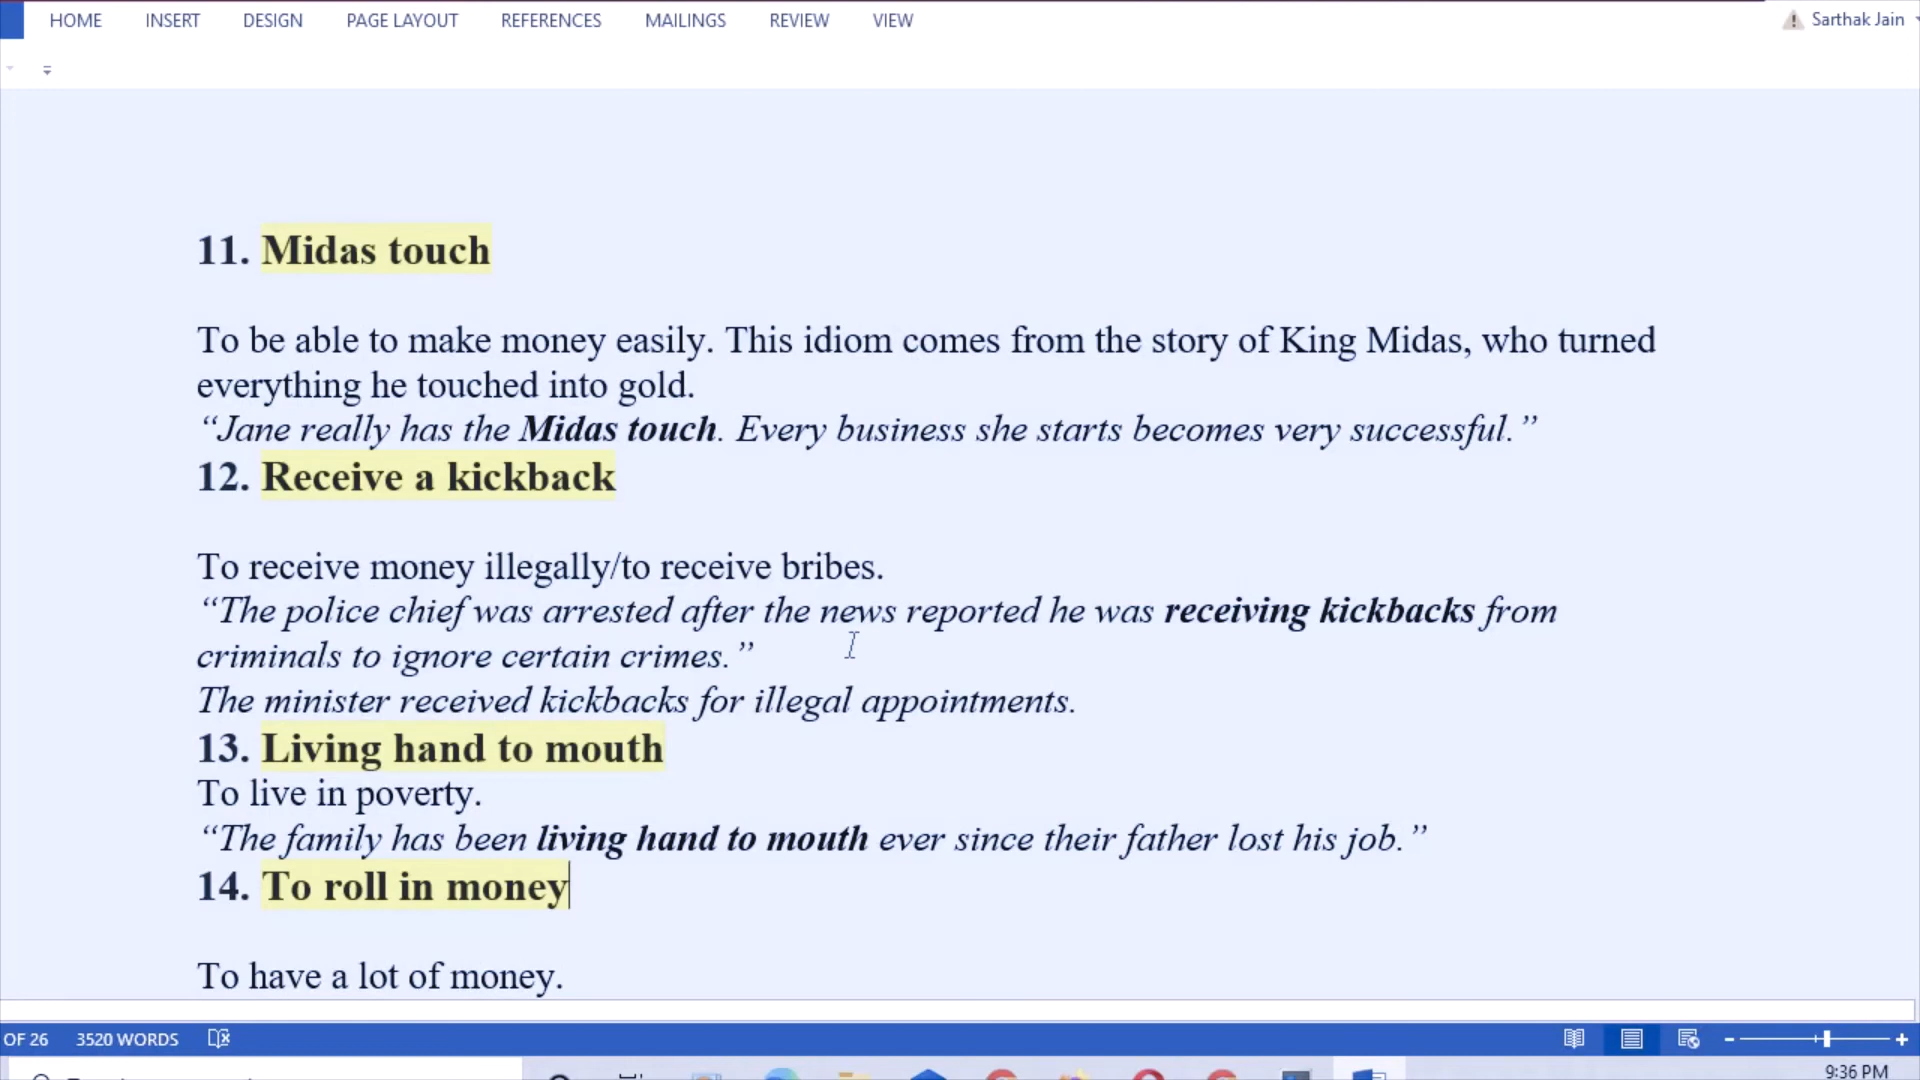 HOME INSERT DESIGN PAGE LAYOUT REFERENCES MAILINGS REVIEW VIEW Sarthak Jain
11. Midas touch
To be able to make money easily. This idiom comes from the story of King Midas, who turned
everything he touched into gold.
“Jane really has the Midas touch. Every business she starts becomes very successful.”
12. Receive a kickback
To receive money illegally/to receive bribes.
“The police chief was arrested after the news reported he was receiving kickbacks from
criminals to ignore certain crimes.”
The minister received kickbacks for illegal appointments.
13. Living hand to mouth
To live in poverty.
“The family has been living hand to mouth ever since their father lost his job.”
14. To roll in money
To have a lot of money.
OF 26 3520 WORDS
9:36 PM